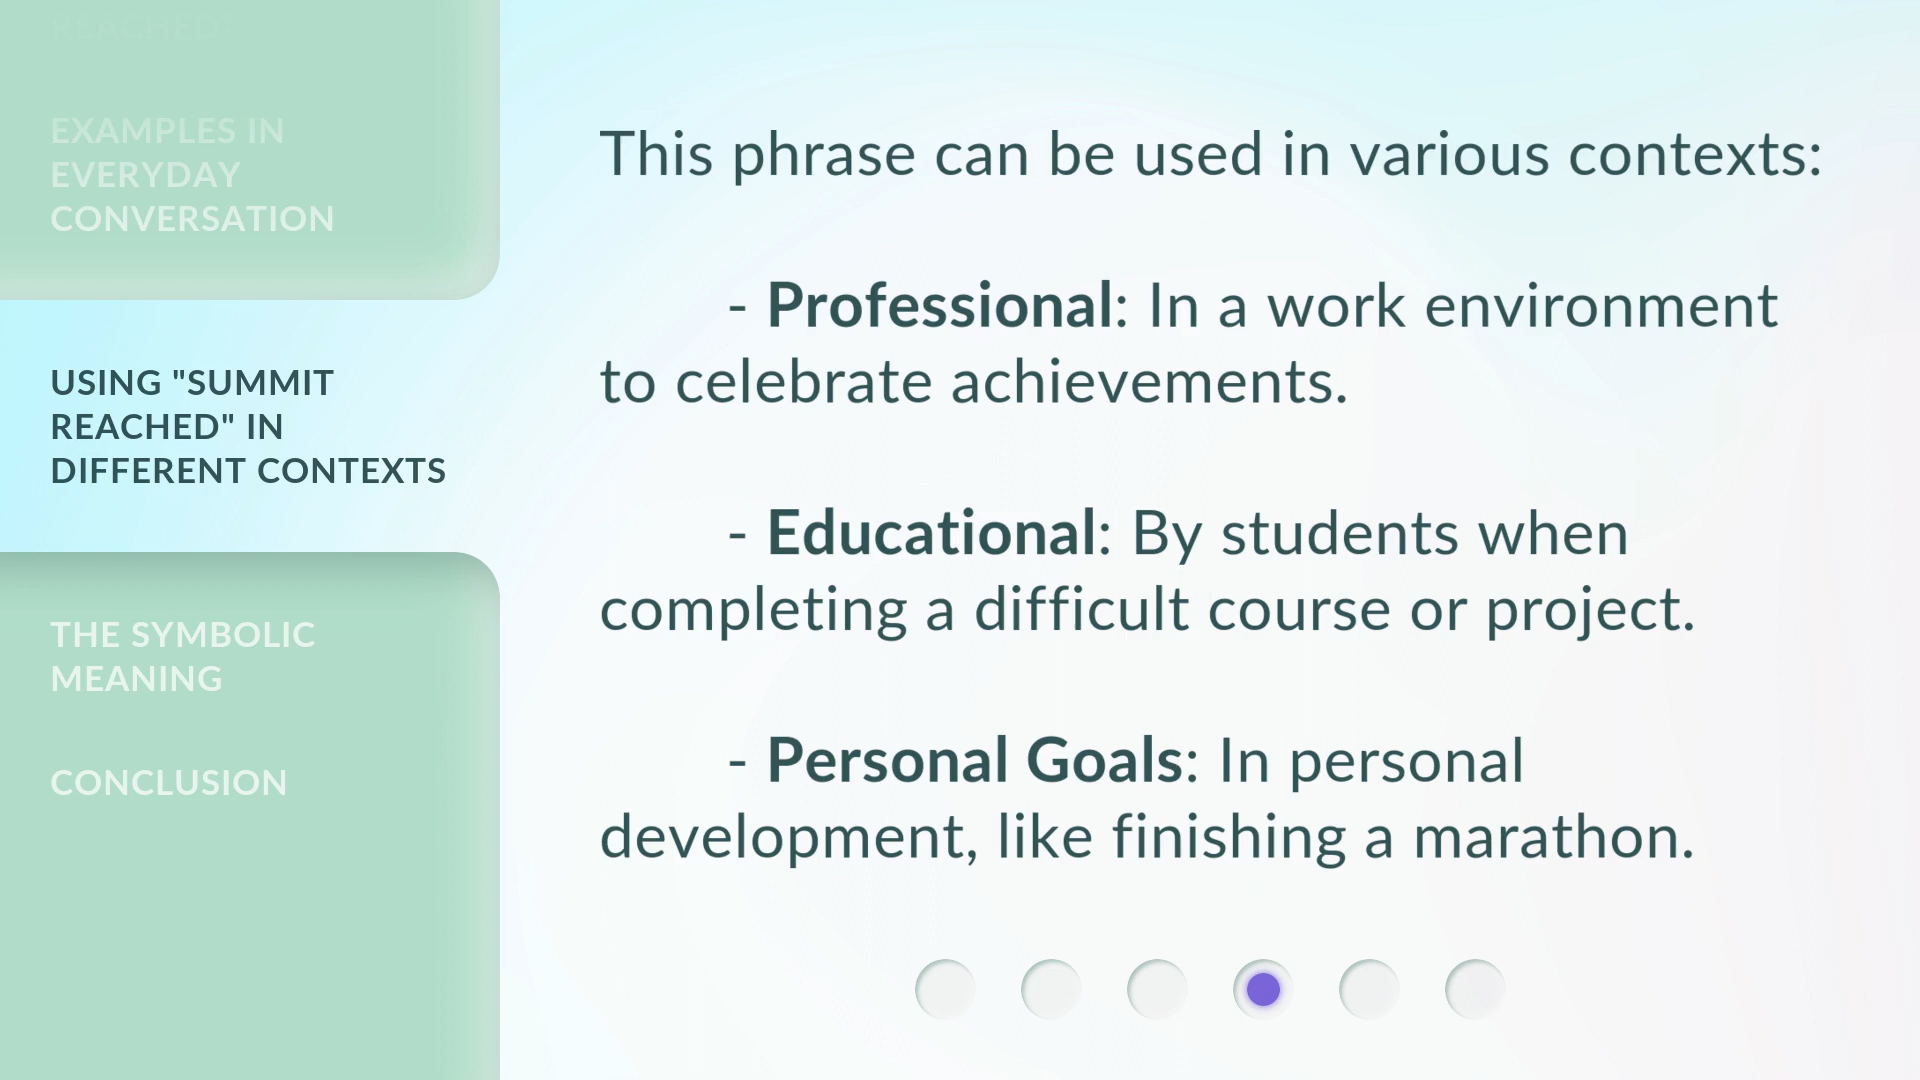 REACHED"
EXAMPLES IN
EVERYDAY
CONVERSATION
USING "SUMMIT
REACHED" IN
DIFFERENT CONTEXTS
THE SYMBOLIC
MEANING
CONCLUSION
This phrase can be used in various contexts:
- Professional: In a work environment
to celebrate achievements.
- Educational: By students when
completing a difficult course or project.
- Personal Goals: In personal
development, like finishing a marathon.